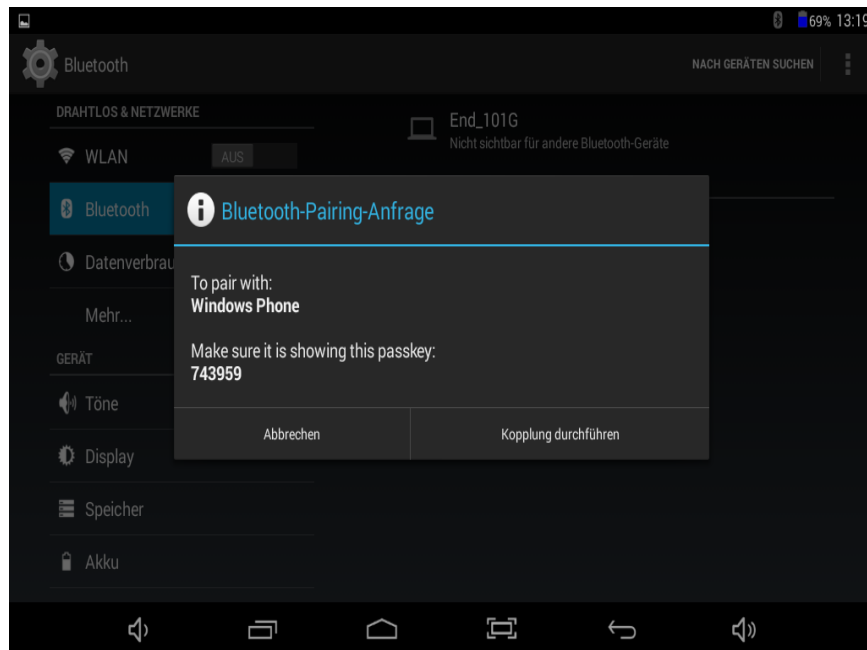 69% 13:19
Bluetooth
NACH GERÄTEN SUCHEN
DRAHTLOS & NETZWERKE
WLAN
AUS
Bluetooth
Datenverbrau
Mehr...
GERÄT
Töne
Display
Speicher
Akku
End_101G
Nicht sichtbar für andere Bluetooth-Geräte
Bluetooth-Pairing-Anfrage
To pair with:
Windows Phone
Make sure it is showing this passkey:
743959
Abbrechen
Kopplung durchführen